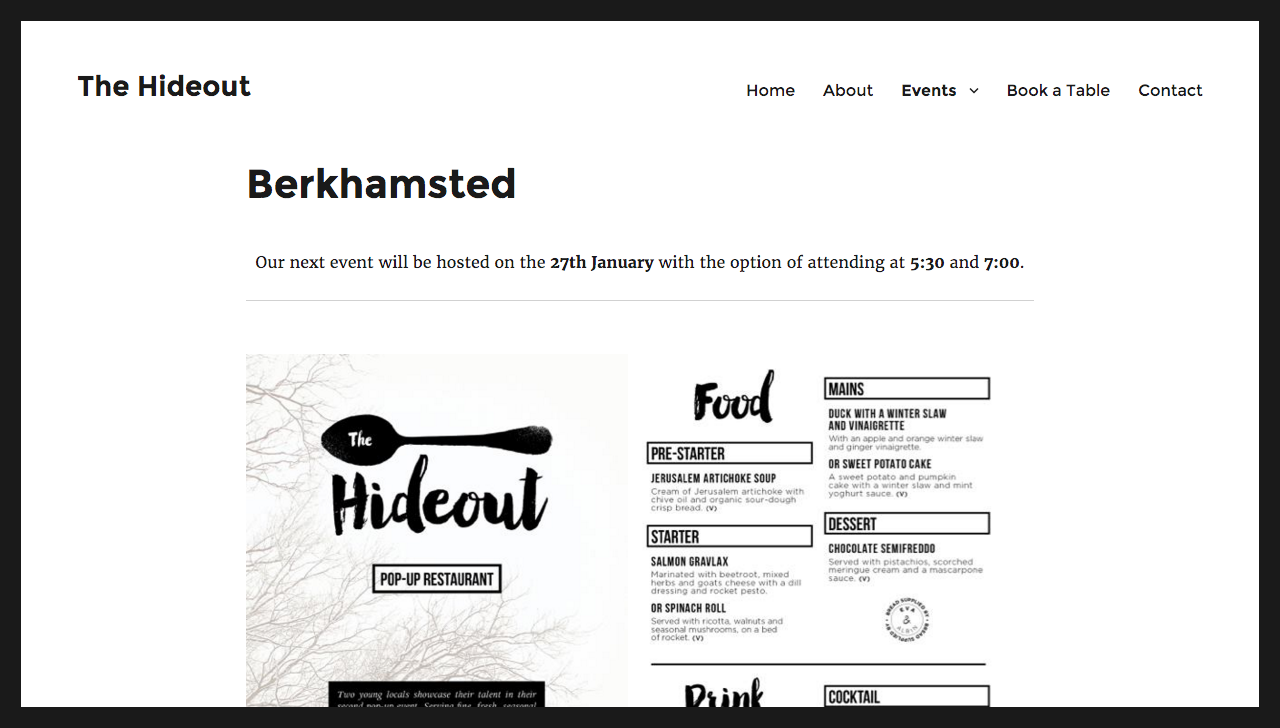 The Hideout
Home
About
Events
Book a Table
Contact
Berkhamsted
Our next event will be hosted on the 27th January with the option of attending at 5:30 and 7:00.
The
Hideout
POP-UP RESTAURANT
Two young locals showcase their talent in their
second pop-up event. Serving fine, fresh, seasonal
Food
PRE-STARTER
JERUSALEM ARTICHOKE SOUP
Cream of Jerusalem artichoke with
chive oil and organic sour-dough
crisp bread. (V)
STARTER
SALMON GRAVLAX
Marinated with beetroot, mixed
herbs and goats cheese with a dill
dressing and rocket pesto.
OR SPINACH ROLL
Served with ricotta, walnuts and
seasonal mushrooms, on a bed
of rocket. (V)
MAINS
DUCK WITH A WINTER SLAW
AND VINAIGRETTE
With an apple and orange winter slaw
and ginger vinaigrette.
OR SWEET POTATO CAKE
A sweet potato and pumpkin
cake with a winter slaw and mint
yoghurt sauce. (V)
DESSERT
CHOCOLATE SEMIFREDDO
Served with pistachios, scorched
meringue cream and a mascarpone
sauce. (V)
BREAD SUPPLIED BY
EVA
&
ALBIN
BREAD SUPPLIED BY
Drink
COCKTAIL